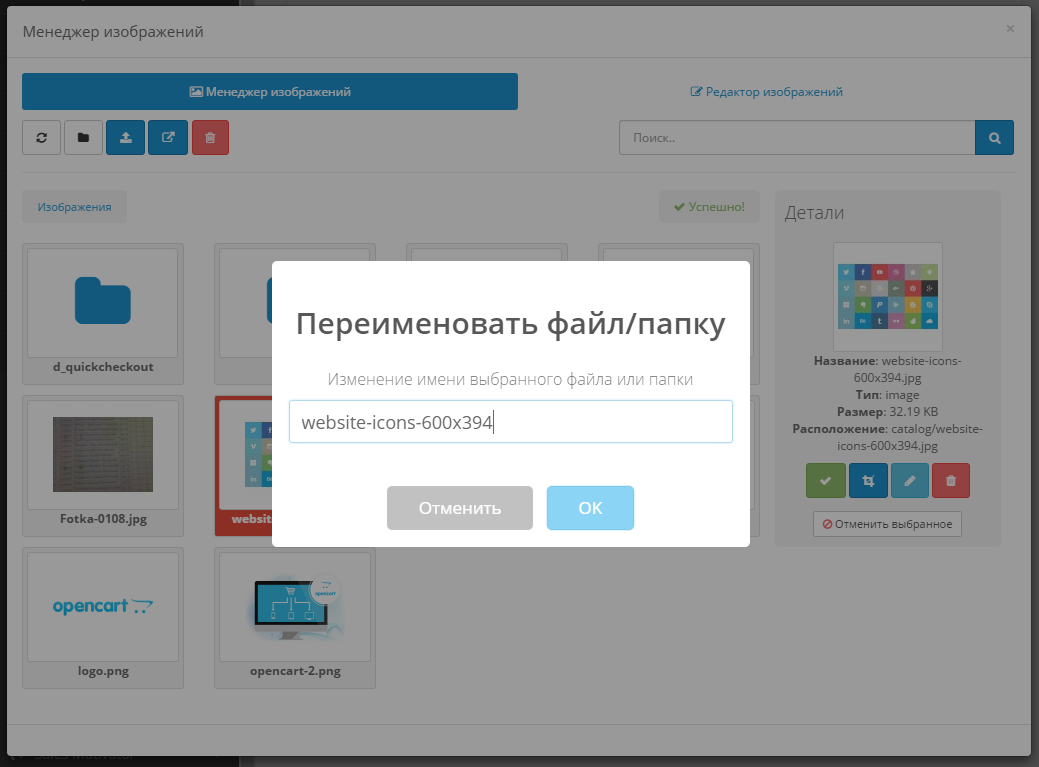 Менеджер изображений
×
Менеджер изображений
Редактор изображений
Поиск..
Изображения
Успешно!
Детали
d_quickcheckout
Переименовать файл/папку
Изменение имени выбранного файла или папки
website-icons-600x394
Отменить
OK
Название: website-icons-
600x394.jpg
Тип: image
Размер: 32.19 KB
Расположение: catalog/website-
icons-600x394.jpg
Отменить выбранное
Fotka-0108.jpg
websit
opencart
logo.png
opencart
opencart-2.png